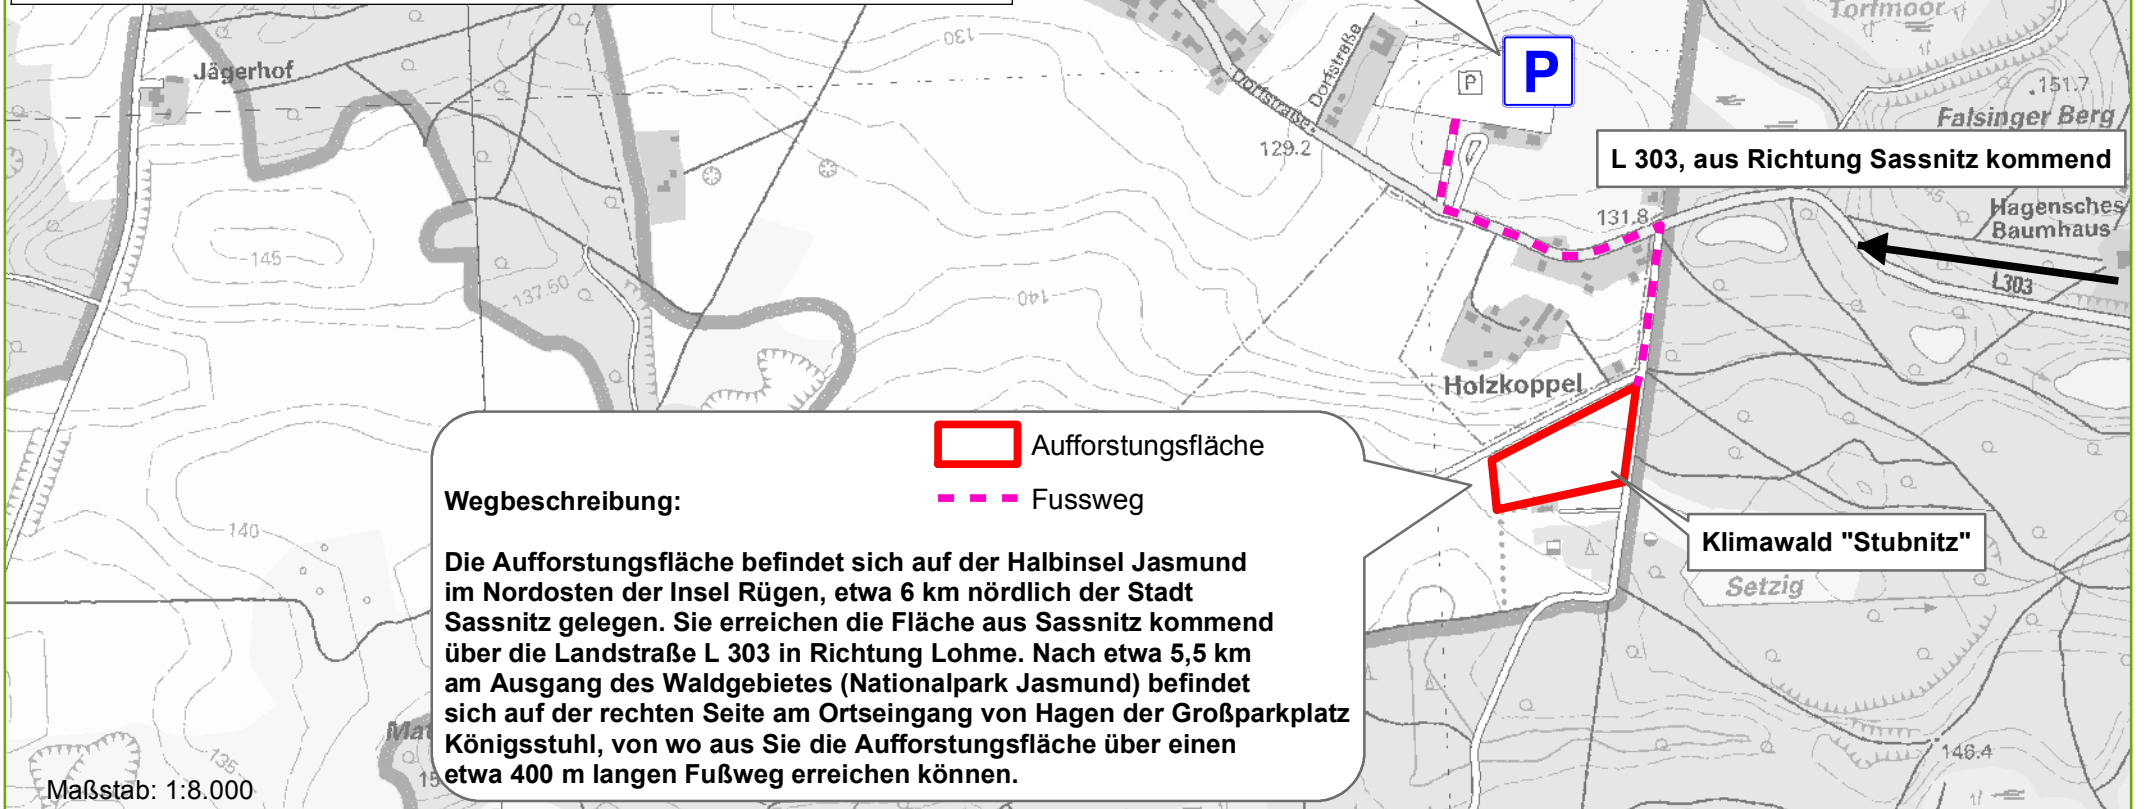 Torfmoor
130
Jägerhof
P
P
Dorfstraße
Dorfstraße
151.7
Falsinger Berg
129.2
L 303, aus Richtung Sassnitz kommend
131.8
Hagensches
Baumhaus
145
137.50
140
L303
Holzkoppel
Aufforstungsfläche
Wegbeschreibung:
Fussweg
140
Klimawald "Stubnitz"
Setzig
Die Aufforstungsfläche befindet sich auf der Halbinsel Jasmund
im Nordosten der Insel Rügen, etwa 6 km nördlich der Stadt
Sassnitz gelegen. Sie erreichen die Fläche aus Sassnitz kommend
über die Landstraße L 303 in Richtung Lohme. Nach etwa 5,5 km
am Ausgang des Waldgebietes (Nationalpark Jasmund) befindet
sich auf der rechten Seite am Ortseingang von Hagen der Großparkplatz
Königsstuhl, von wo aus Sie die Aufforstungsfläche über einen
etwa 400 m langen Fußweg erreichen können.
135
146.4
Maßstab: 1:8.000